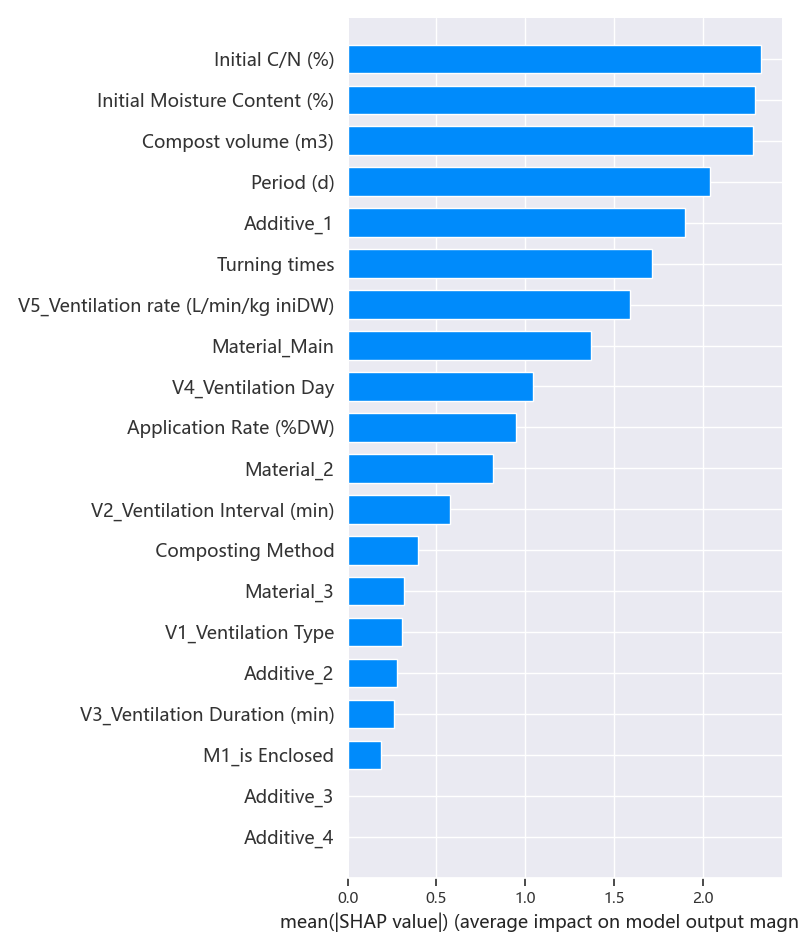 Initial C/N (%)
Initial Moisture Content (%)
Compost volume (m3)
Period (d)
Additive_1
Turning times
V5_Ventilation rate (L/min/kg iniDW)
Material_Main
V4_Ventilation Day
Application Rate (%DW)
Material_2
V2_Ventilation Interval (min)
Composting Method
Material_3
V1_Ventilation Type
Additive_2
V3_Ventilation Duration (min)
M1_is Enclosed
Additive_3
Additive_4
0.0 0.5 1.0 1.5 2.0
mean(|SHAP value|) (average impact on model output magn